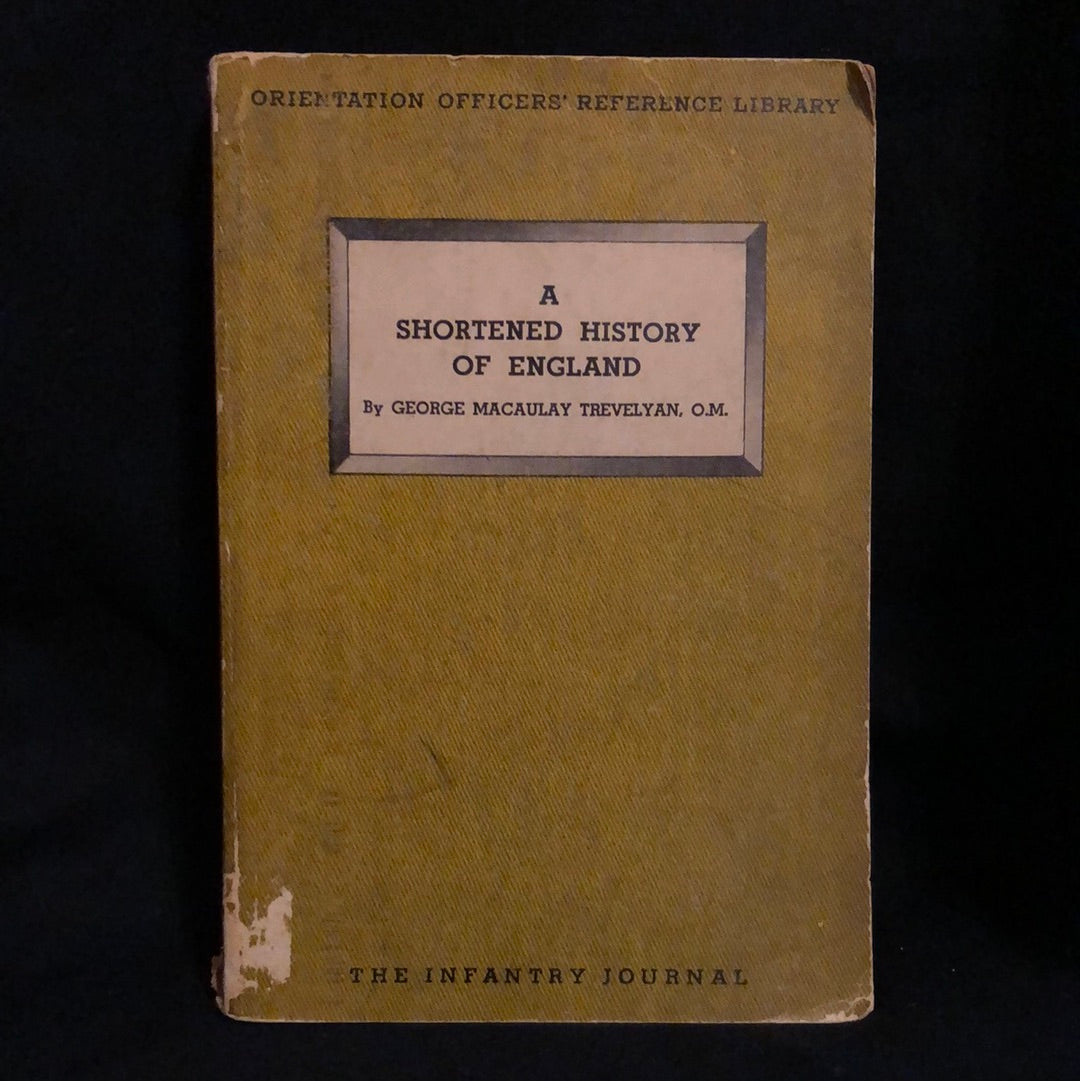 ORIENTATION OFFICERS' REFERENCE LIBRARY
A
SHORTENED HISTORY
OF ENGLAND
By GEORGE MACAULAY TREVELYAN, O.M.
THE INFANTRY JOURNAL